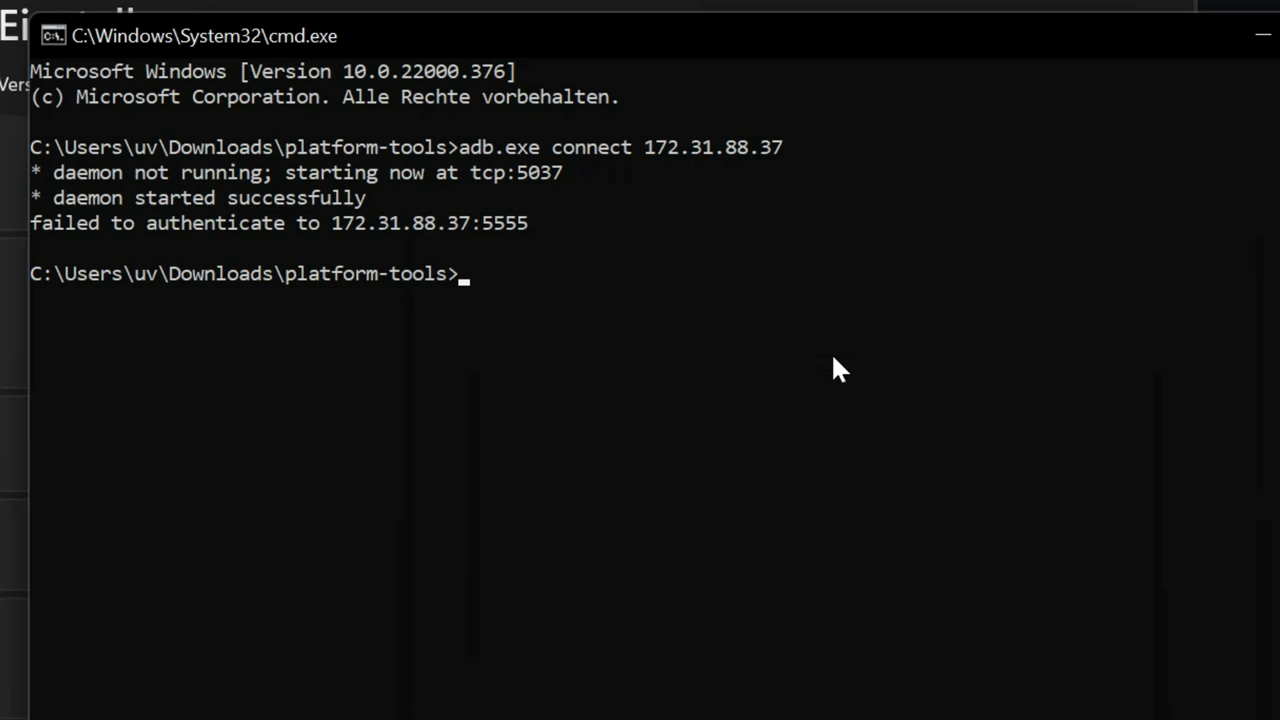 C:\Windows\System32\cmd.exe
Microsoft Windows [Version 10.0.22000.376]
(c) Microsoft Corporation. Alle Rechte vorbehalten.
C:\Users\uv\Downloads\platform-tools>adb.exe connect 172.31.88.37
* daemon not running; starting now at tcp:5037
* daemon started successfully
failed to authenticate to 172.31.88.37:5555
C:\Users\uv\Downloads\platform-tools>